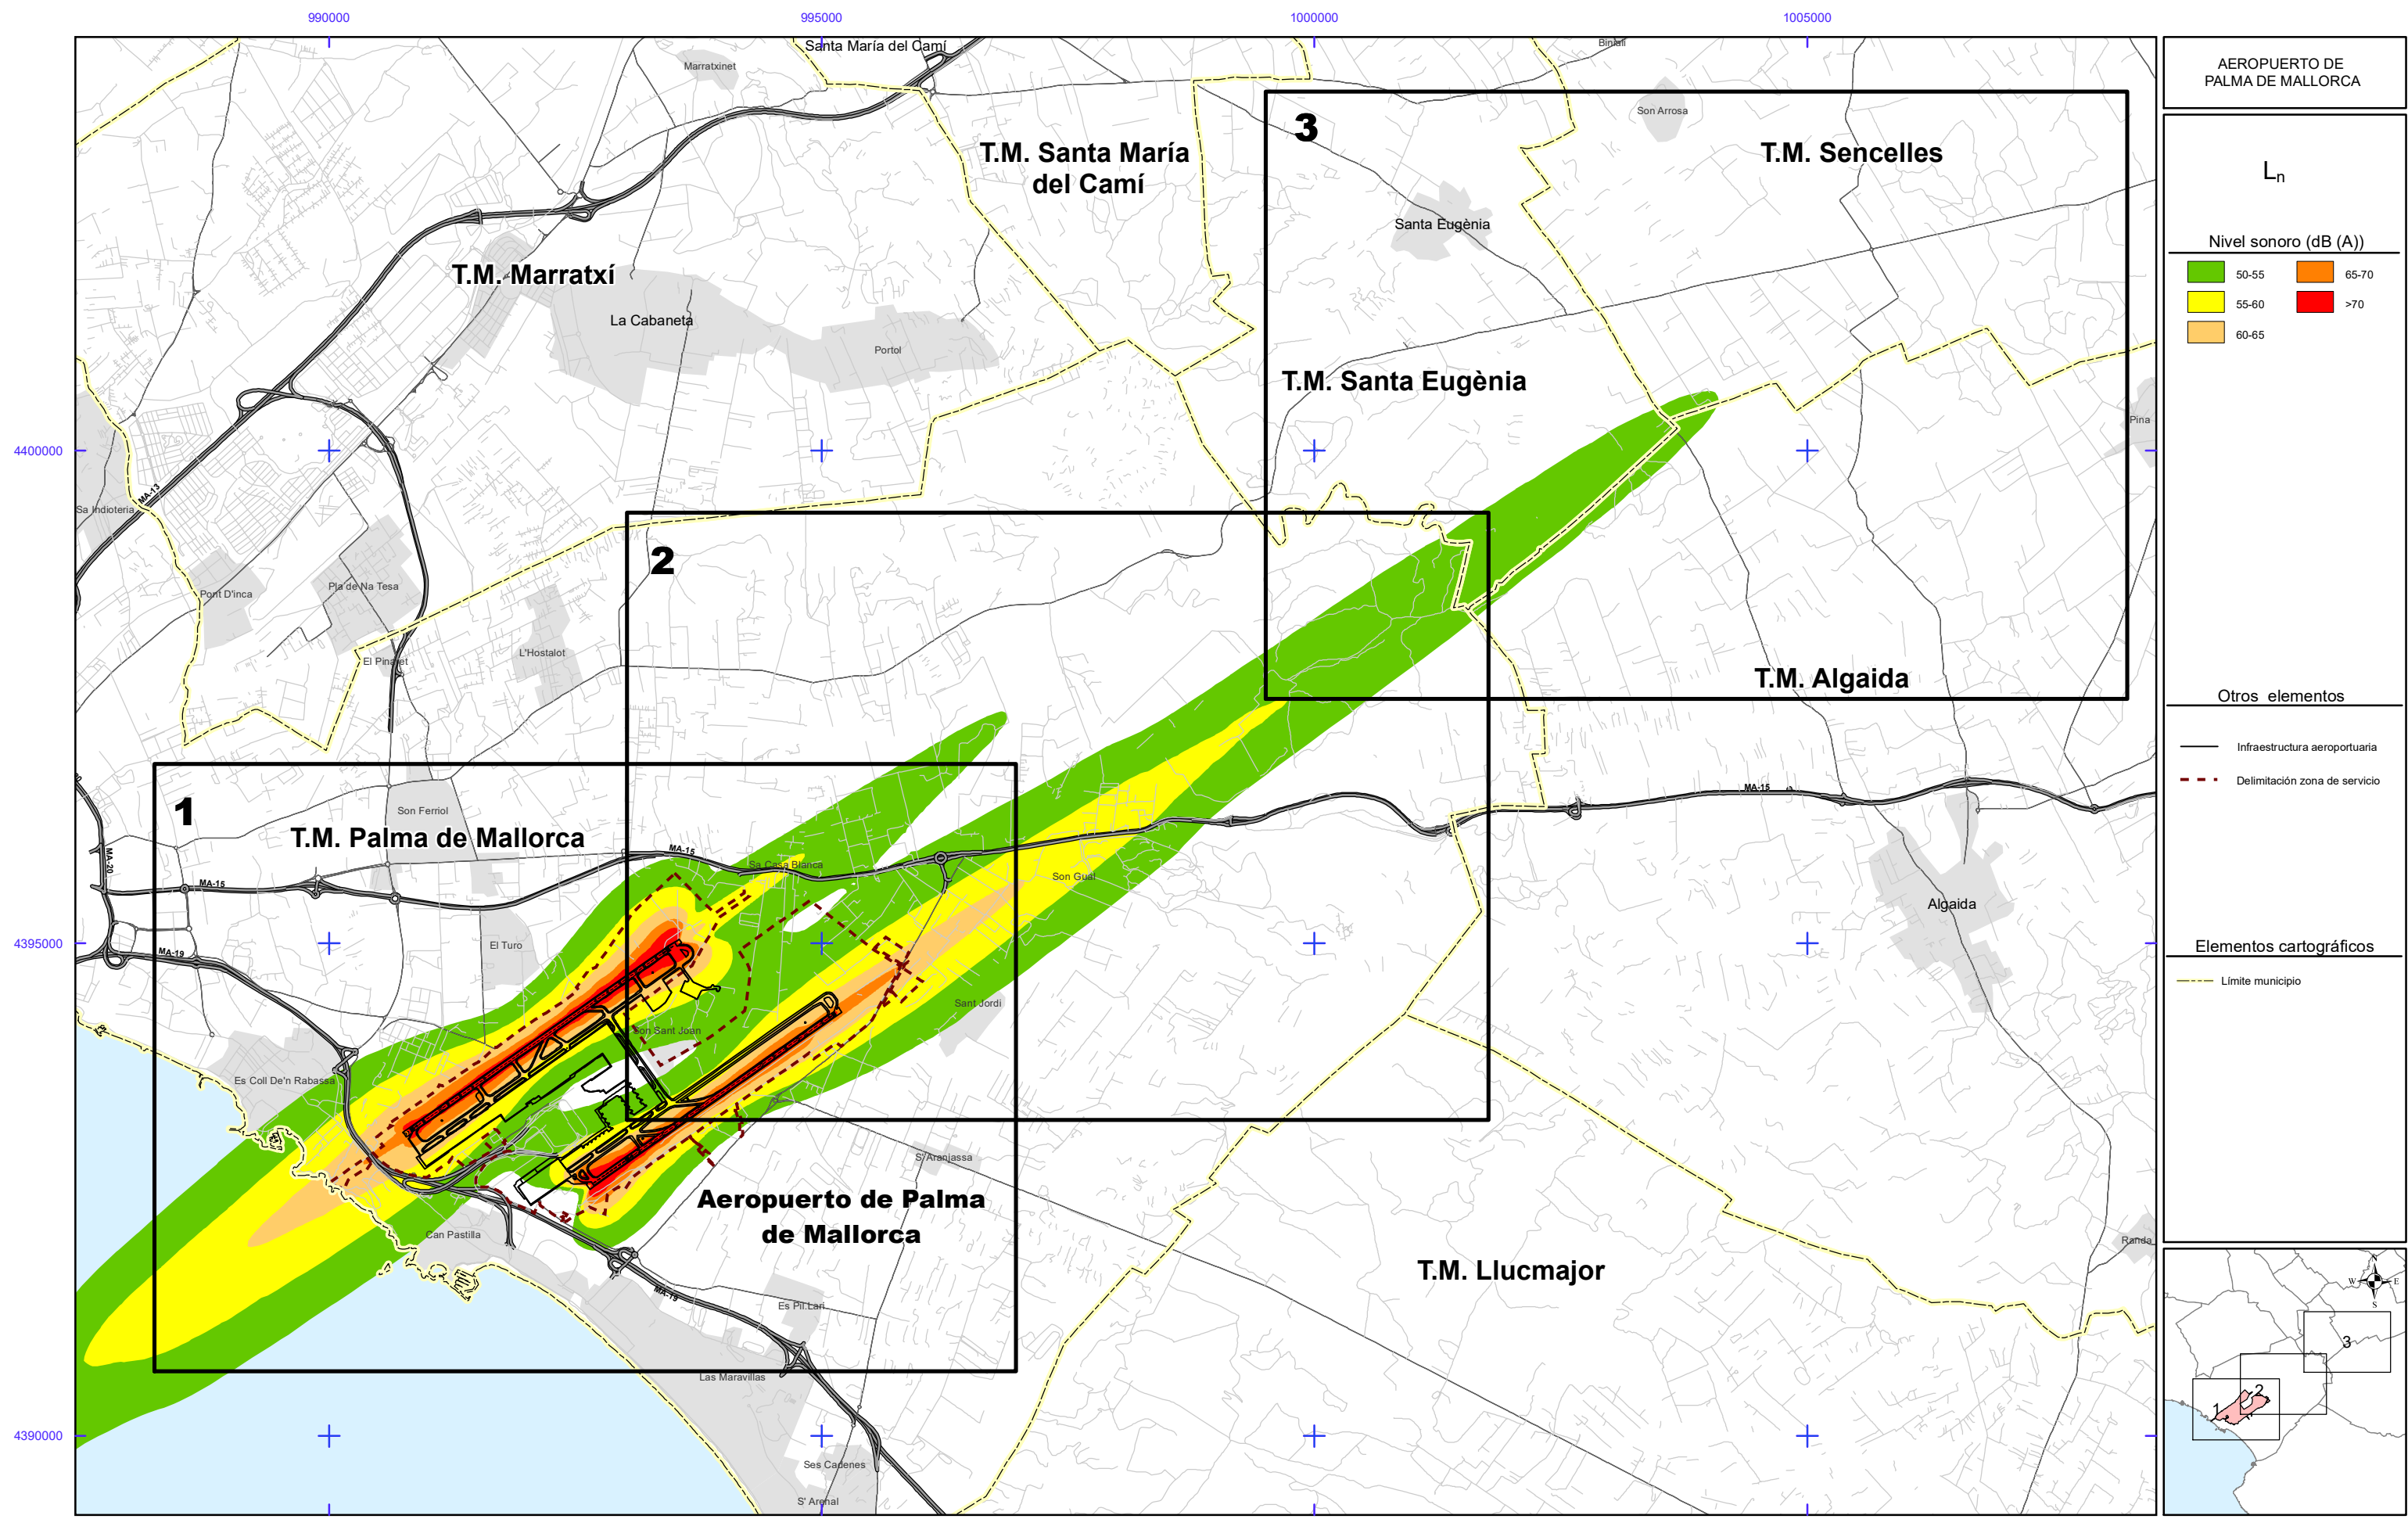 990000
995000
1000000
1005000
4400000
4395000
4390000
Santa María del Camí
Marratxinet
Biniali
Son Arrosa
3
T.M. Santa María
del Camí
T.M. Sencelles
Santa Eugènia
T.M. Marratxí
La Cabaneta
Portol
T.M. Santa Eugènia
Pina
MA-13
Sa Indioteria
2
Pont D'inca
Pla de Na Tesa
L'Hostalot
El Pinaret
T.M. Algaida
1
Son Ferriol
T.M. Palma de Mallorca
MA-15
MA-15
MA-15
MA-20
MA-19
Sa Casa Blanca
Son Gual
Algaida
El Turo
Sant Jordi
Son Sant Joan
Es Coll De'n Rabassa
S'Aranjassa
Aeropuerto de Palma
de Mallorca
Can Pastilla
T.M. Llucmajor
Randa
MA-19
Es Pil.Lari
Las Maravillas
Ses Cadenes
S' Arenal
AEROPUERTO DE
PALMA DE MALLORCA
Ln
Nivel sonoro (dB (A))
50-55
65-70
55-60
>70
60-65
Otros elementos
Infraestructura aeroportuaria
Delimitación zona de servicio
Elementos cartográficos
Límite municipio
N
W
E
S
3
2
1